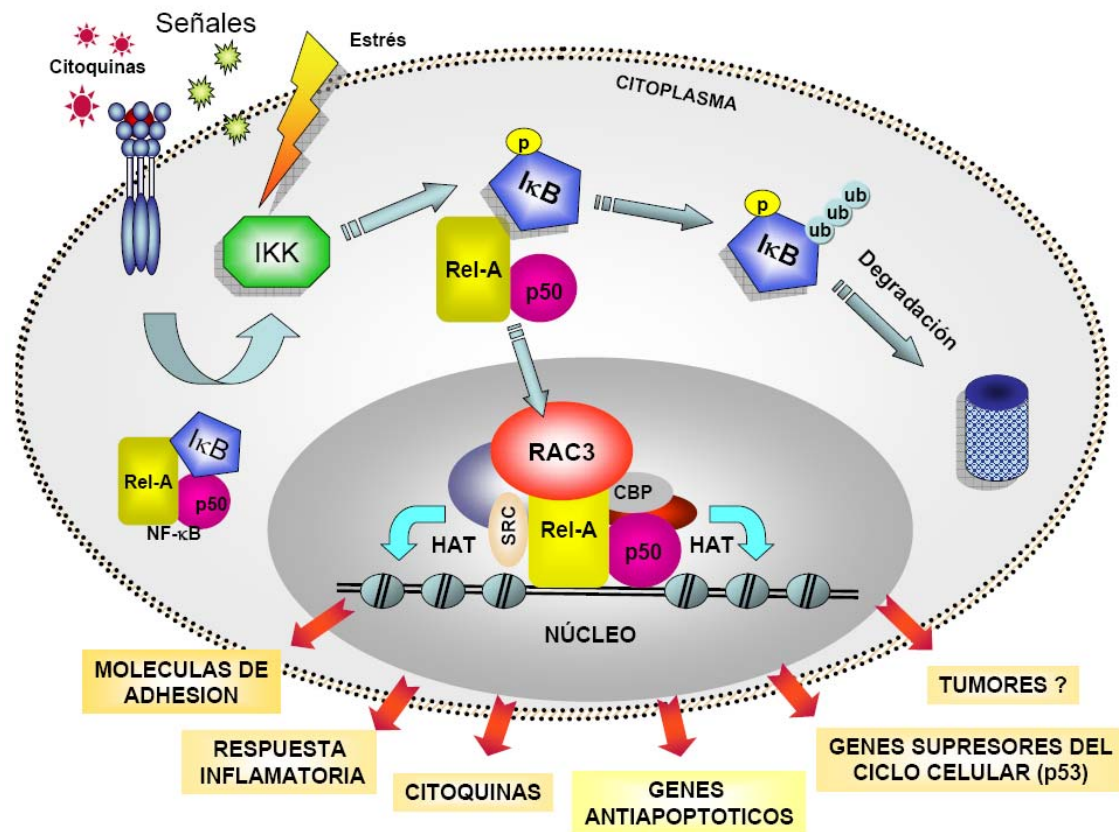 Señales
Citoquinas
Estrés
CITOPLASMA
p
IκB
Rel-A
p50
IKK
p
IκB
ub
ub
ub
Degradación
IκB
Rel-A
p50
NF-κB
RAC3
CBP
SRC
Rel-A
p50
HAT
HAT
NÚCLEO
MOLECULAS DE
ADHESION
RESPUESTA
INFLAMATORIA
CITOQUINAS
GENES
ANTIAPOPTOTICOS
GENES SUPRESORES DEL
CICLO CELULAR (p53)
TUMORES ?